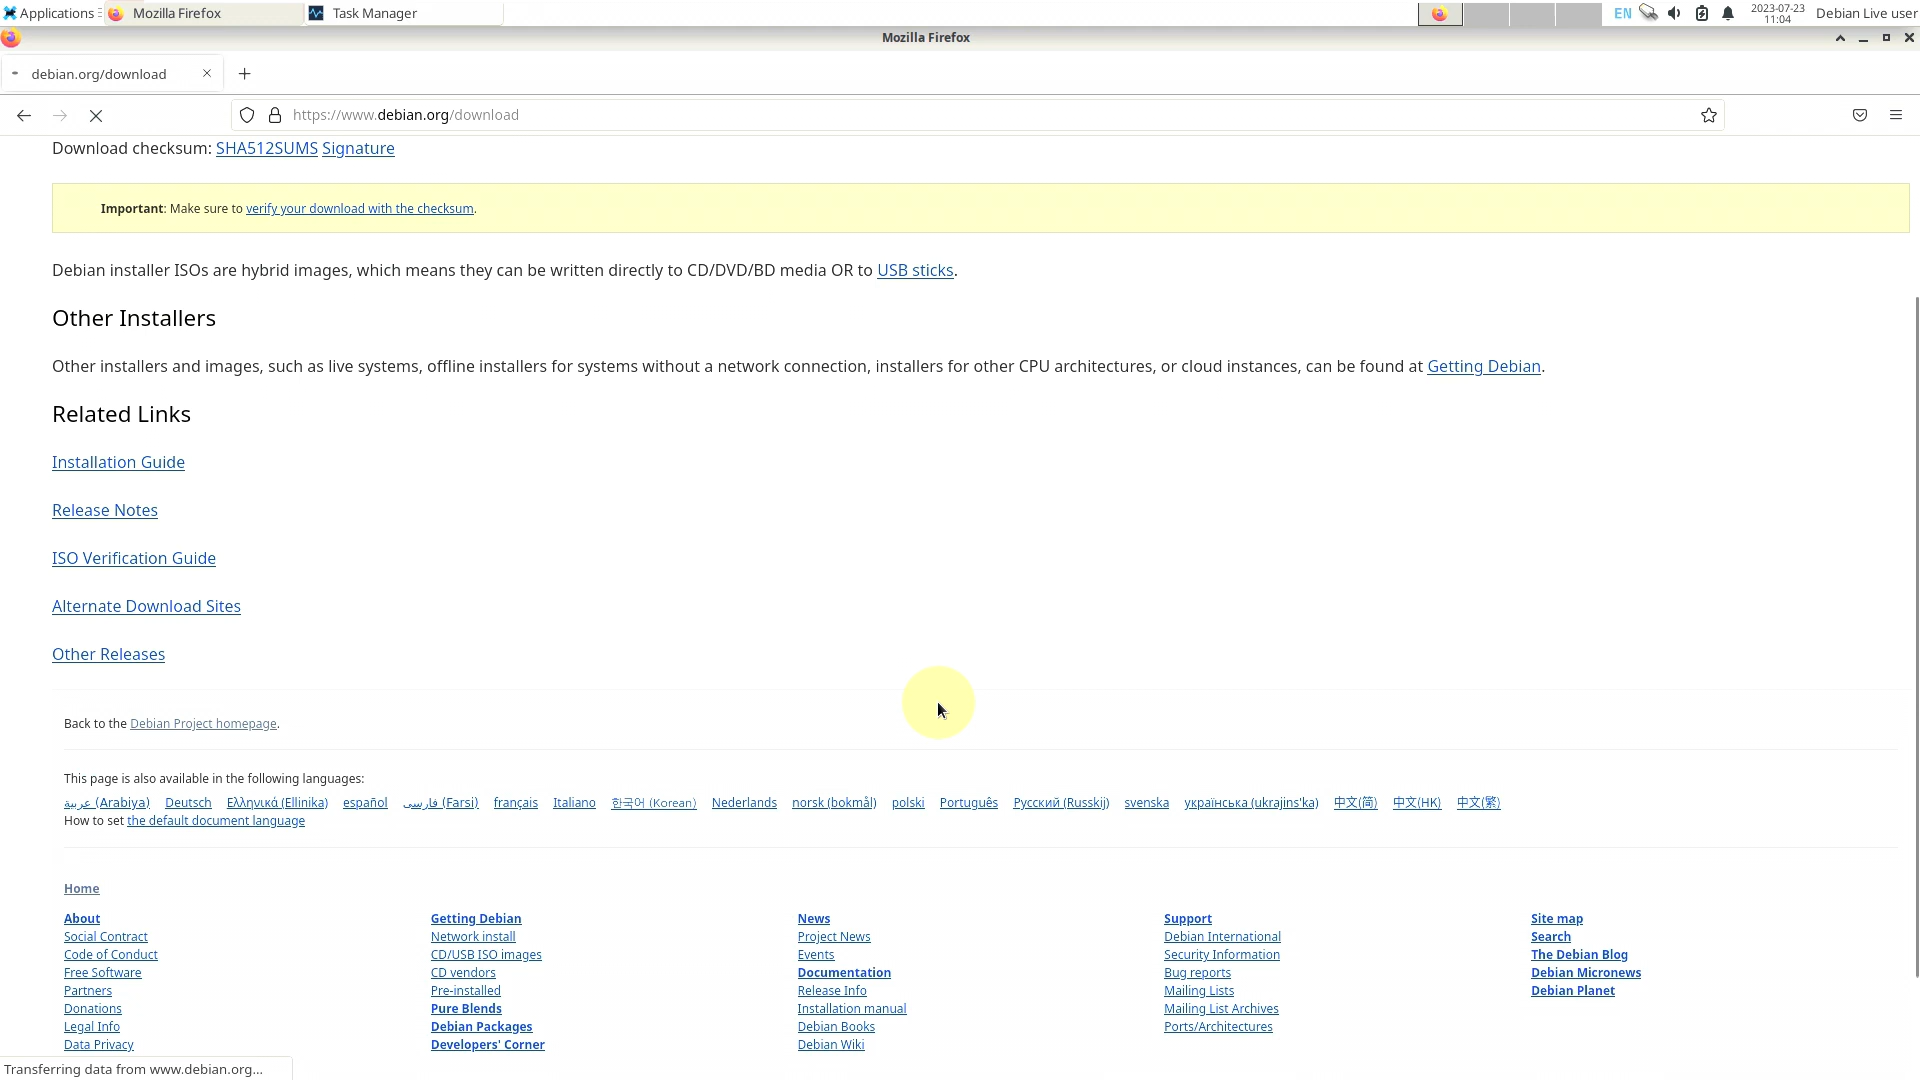 Applications
Mozilla Firefox
Task Manager
EN
2023-07-23
11:04
Debian Live user
Mozilla Firefox
debian.org/download
https://www.debian.org/download
Download checksum: SHA512SUMS Signature
Important: Make sure to verify your download with the checksum.
Debian installer ISOs are hybrid images, which means they can be written directly to CD/DVD/BD media OR to USB sticks.
Other Installers
Other installers and images, such as live systems, offline installers for systems without a network connection, installers for other CPU architectures, or cloud instances, can be found at Getting Debian.
Related Links
Installation Guide
Release Notes
ISO Verification Guide
Alternate Download Sites
Other Releases
Back to the Debian Project homepage.
This page is also available in the following languages:
عربية (Arabiya) Deutsch Ελληνικά (Ellinika) español فارسی (Farsi) français Italiano 한국어 (Korean) Nederlands norsk (bokmål) polski Português Русский (Russkij) svenska українська (ukrajins'ka) 中文(简) 中文(HK) 中文(繁)
How to set the default document language
Home
About
Social Contract
Code of Conduct
Free Software
Partners
Donations
Legal Info
Data Privacy
Getting Debian
Network install
CD/USB ISO images
CD vendors
Pre-installed
Pure Blends
Debian Packages
Developers' Corner
News
Project News
Events
Documentation
Release Info
Installation manual
Debian Books
Debian Wiki
Support
Debian International
Security Information
Bug reports
Mailing Lists
Mailing List Archives
Ports/Architectures
Site map
Search
The Debian Blog
Debian Micronews
Debian Planet
Transferring data from www.debian.org...